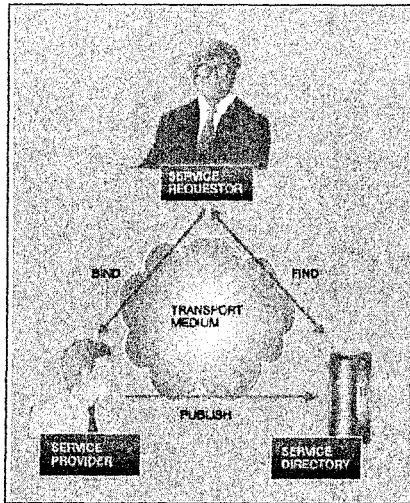 SERVICE
REQUESTOR
BIND
FIND
TRANSPORT
MEDIUM
PUBLISH
SERVICE
PROVIDER
SERVICE
DIRECTORY